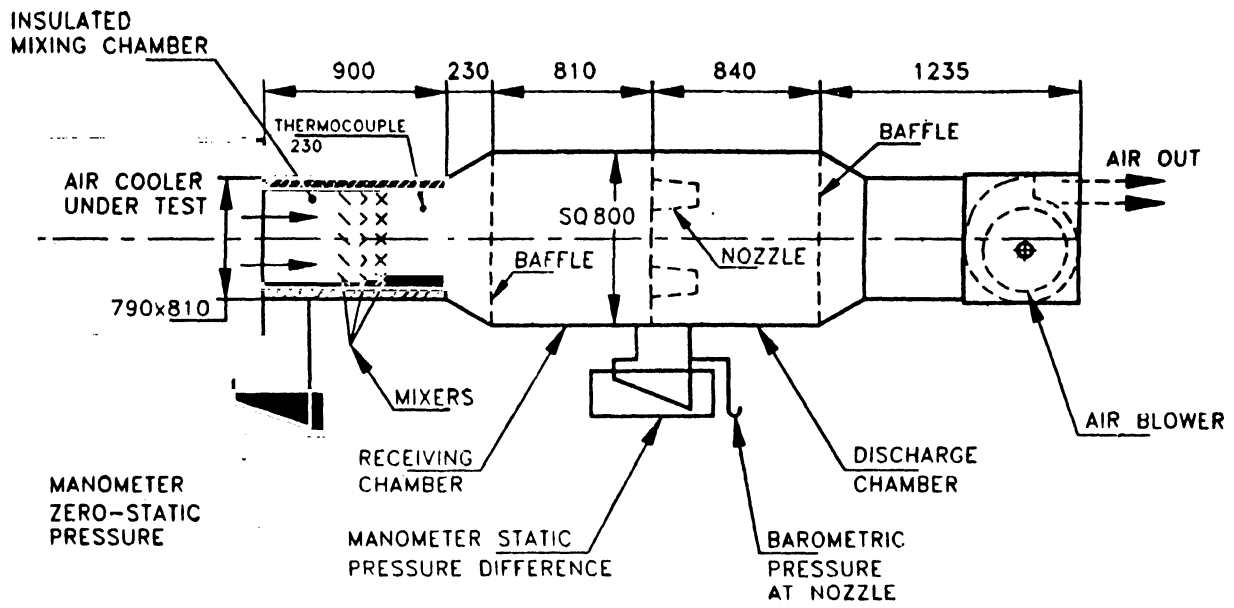 INSULATED
MIXING CHAMBER
900
230
810
840
1235
THERMOCOUPLE
230
BAFFLE
AIR OUT
AIR COOLER
UNDER TEST
SQ 800
NOZZLE
BAFFLE
790x810
MIXERS
AIR BLOWER
RECEIVING
CHAMBER
DISCHARGE
CHAMBER
MANOMETER
ZERO-STATIC
PRESSURE
MANOMETER STATIC
PRESSURE DIFFERENCE
BAROMETRIC
PRESSURE
AT NOZZLE